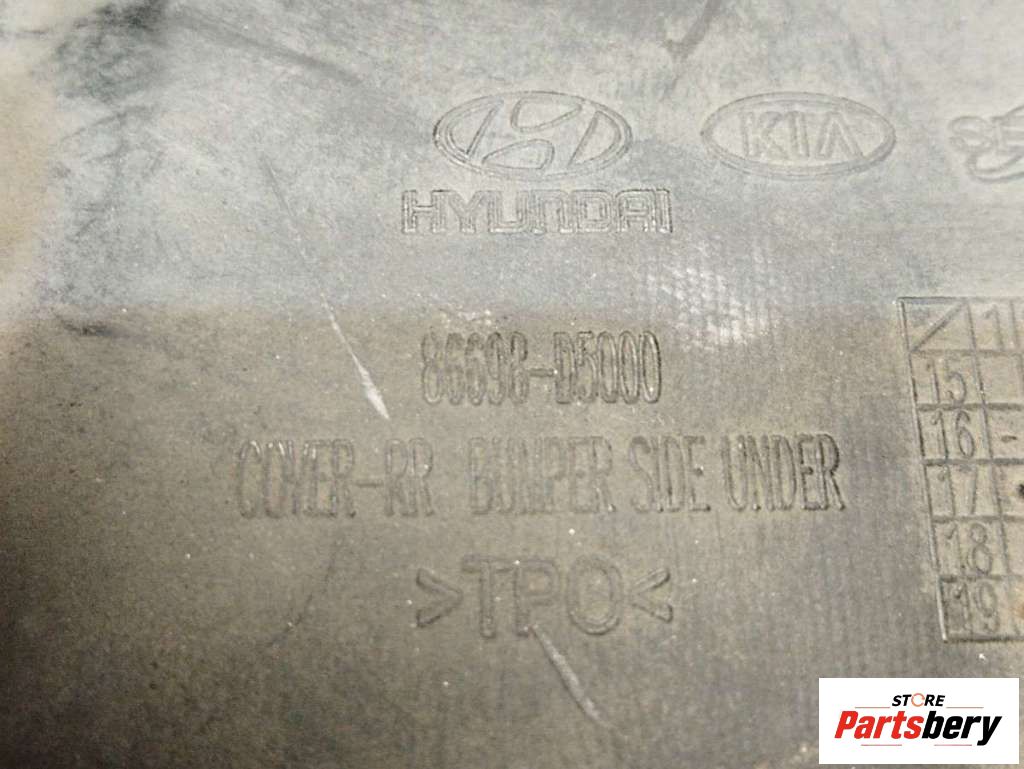 HYUNDAI
KIA
86698-D5000
COVER-RR BUMPER SIDE UNDER
>TPO<
15
16 -
17
18
19
STORE
Partsbery